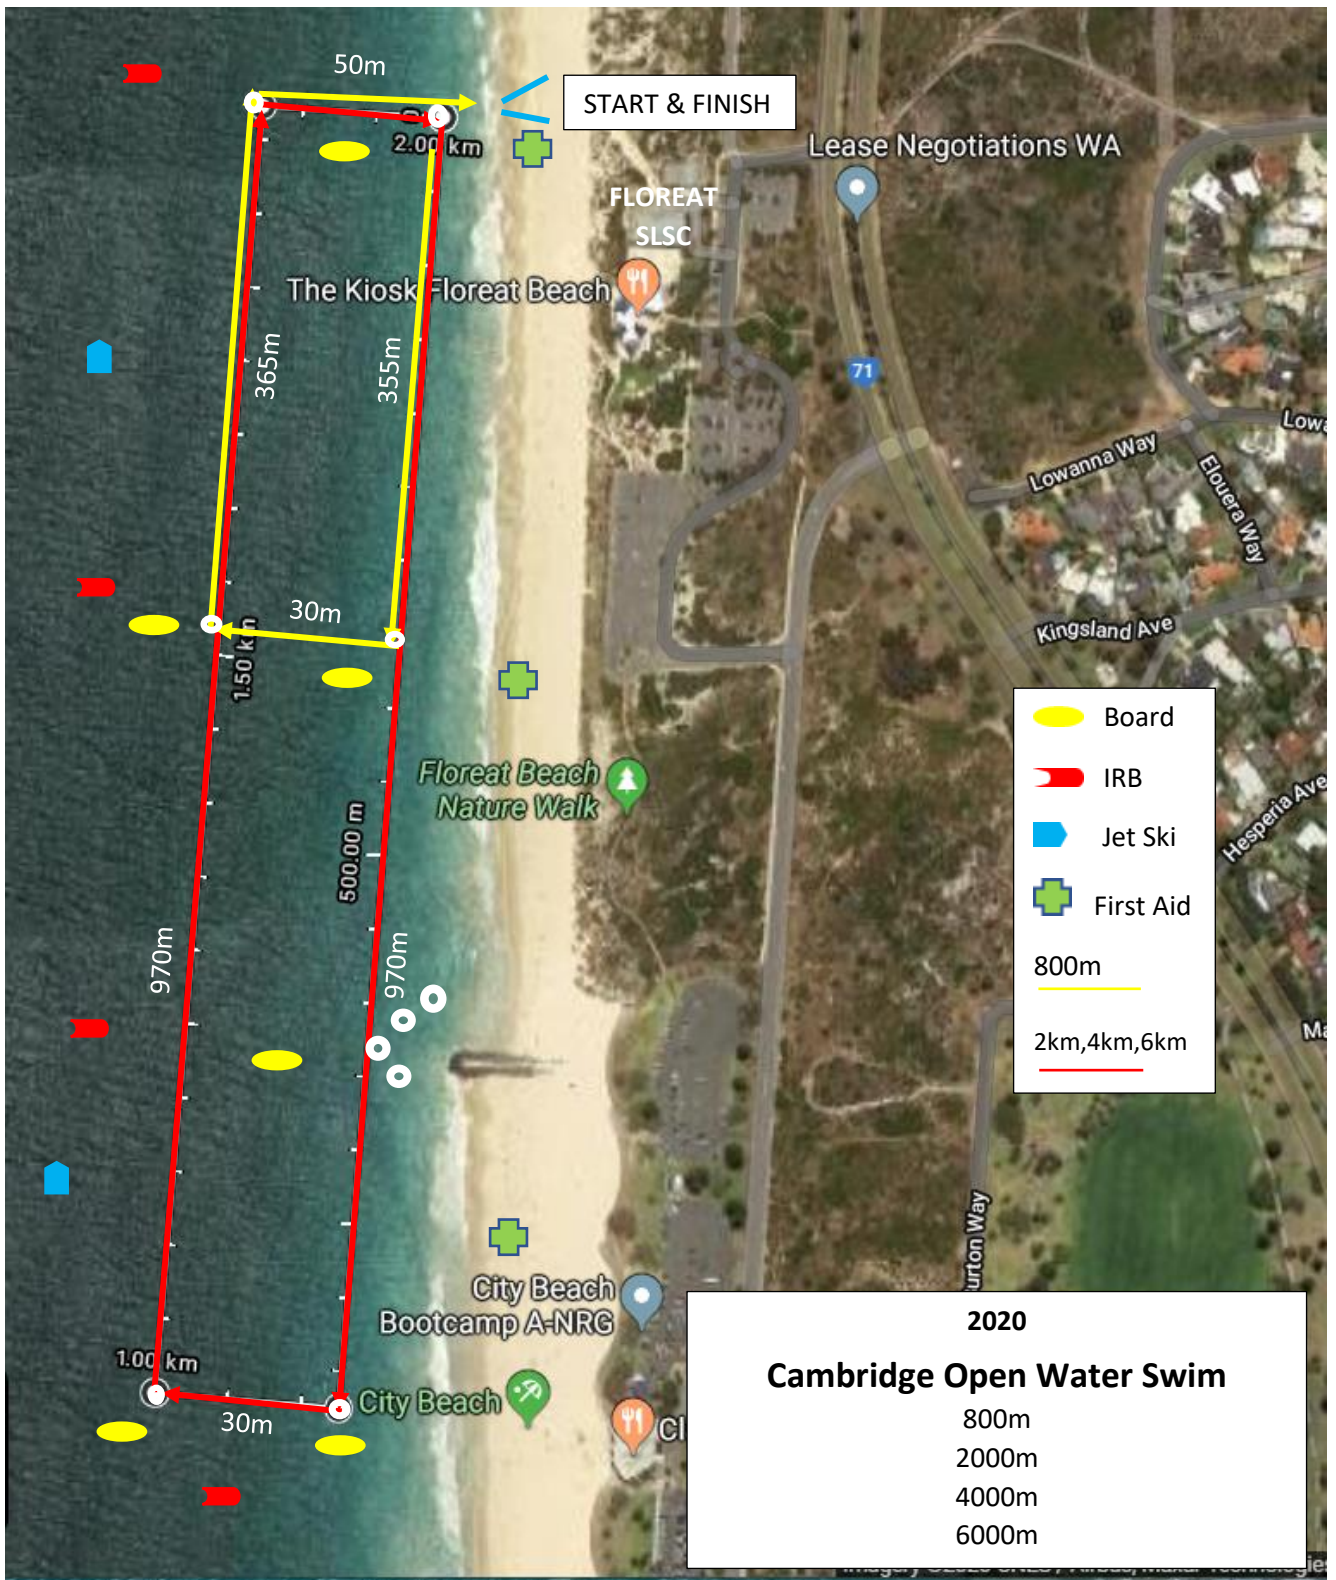 50m
START & FINISH
2.00 km
Lease Negotiations WA
FLOREAT
SLSC
The Kiosk Floreat Beach
365m
355m
71
Lowanna Way
Elouera Way
30m
Kingsland Ave
1.50 km
Board
Floreat Beach
Nature Walk
IRB
Hesperia Ave
500.00 m
Jet Ski
First Aid
970m
970m
800m
2km,4km,6km
City Beach
Bootcamp A-NRG
1.00 km
City Beach
30m
2020
Cambridge Open Water Swim
800m
2000m
4000m
6000m